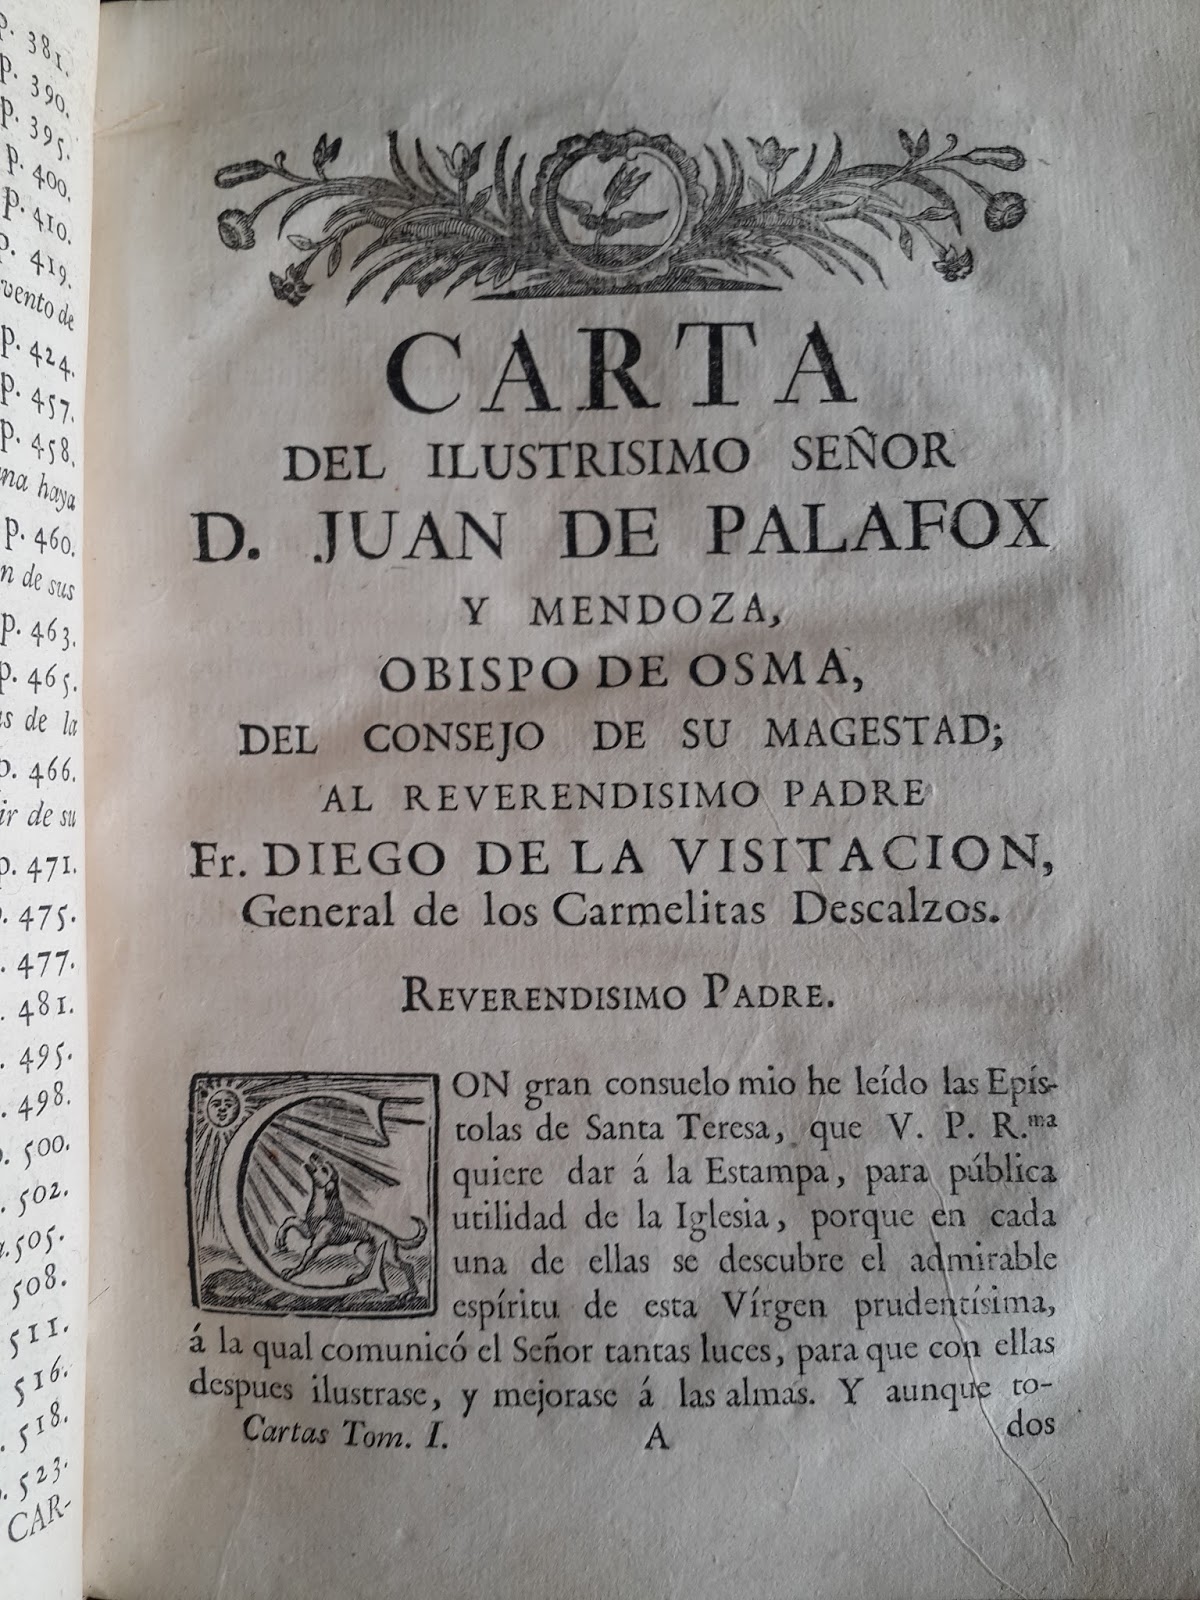 p. 381.
p. 390.
p. 395.
p. 400.
p. 410.
p. 419.
vento de
p. 424.
p. 457.
p. 458.
na haya
p. 460.
n de sus
p. 463.
p. 465.
s de la
p. 466.
ir de su
p. 471.
475.
477.
481.
495.
498.
500.
502.
505.
508.
511.
516.
518.
523.
CAR-
CARTA
DEL ILUSTRISIMO SEÑOR
D. JUAN DE PALAFOX
Y MENDOZA,
OBISPO DE OSMA,
DEL CONSEJO DE SU MAGESTAD;
AL REVERENDISIMO PADRE
Fr. DIEGO DE LA VISITACION,
General de los Carmelitas Descalzos.
REVERENDISIMO PADRE.
CON gran consuelo mio he leído las Epís-
tolas de Santa Teresa, que V. P. R.ma
quiere dar á la Estampa, para pública
utilidad de la Iglesia, porque en cada
una de ellas se descubre el admirable
espíritu de esta Vírgen prudentísima,
á la qual comunicó el Señor tantas luces, para que con ellas
despues ilustrase, y mejorase á las almas. Y aunque to-
Cartas Tom. I. A dos